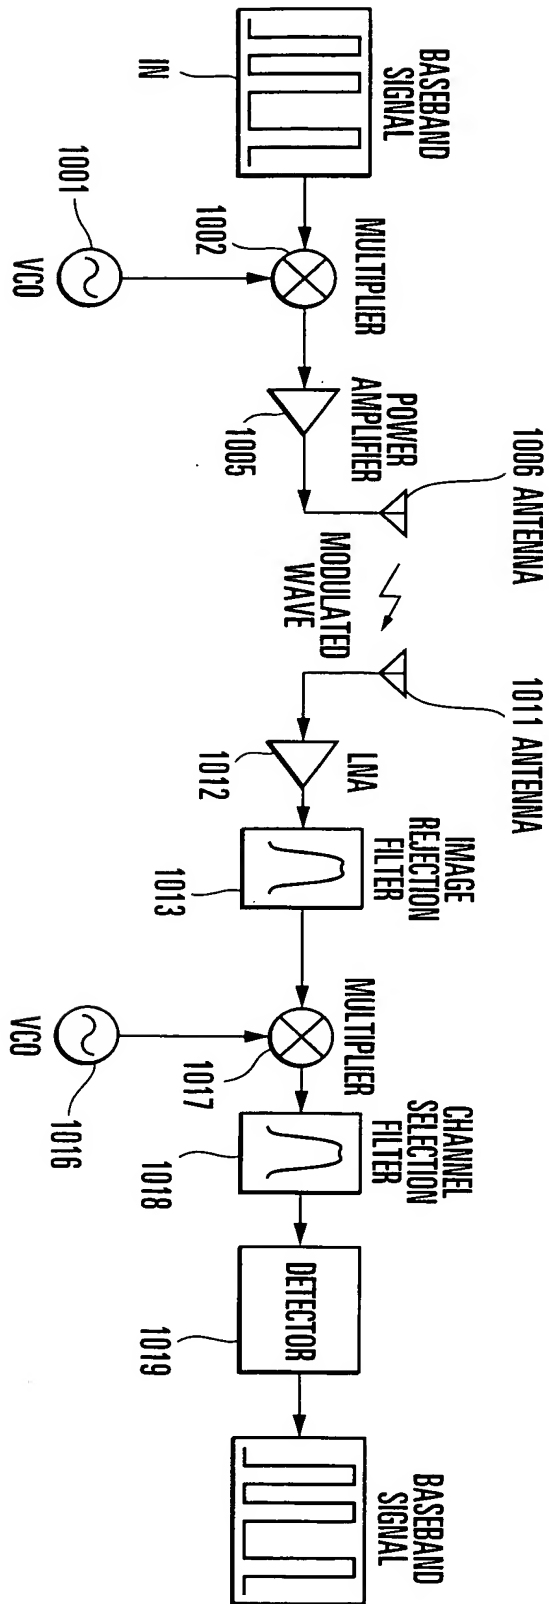 BASEBAND
SIGNAL
IN
1001
VCO
1002
MULTIPLIER
POWER
AMPLIFIER
1005
1006 ANTENNA
MODULATED
WAVE
1011 ANTENNA
LNA
1012
IMAGE
REJECTION
FILTER
1013
MULTIPLIER
1017
VCO
1016
CHANNEL
SELECTION
FILTER
1018
DETECTOR
1019
BASEBAND
SIGNAL